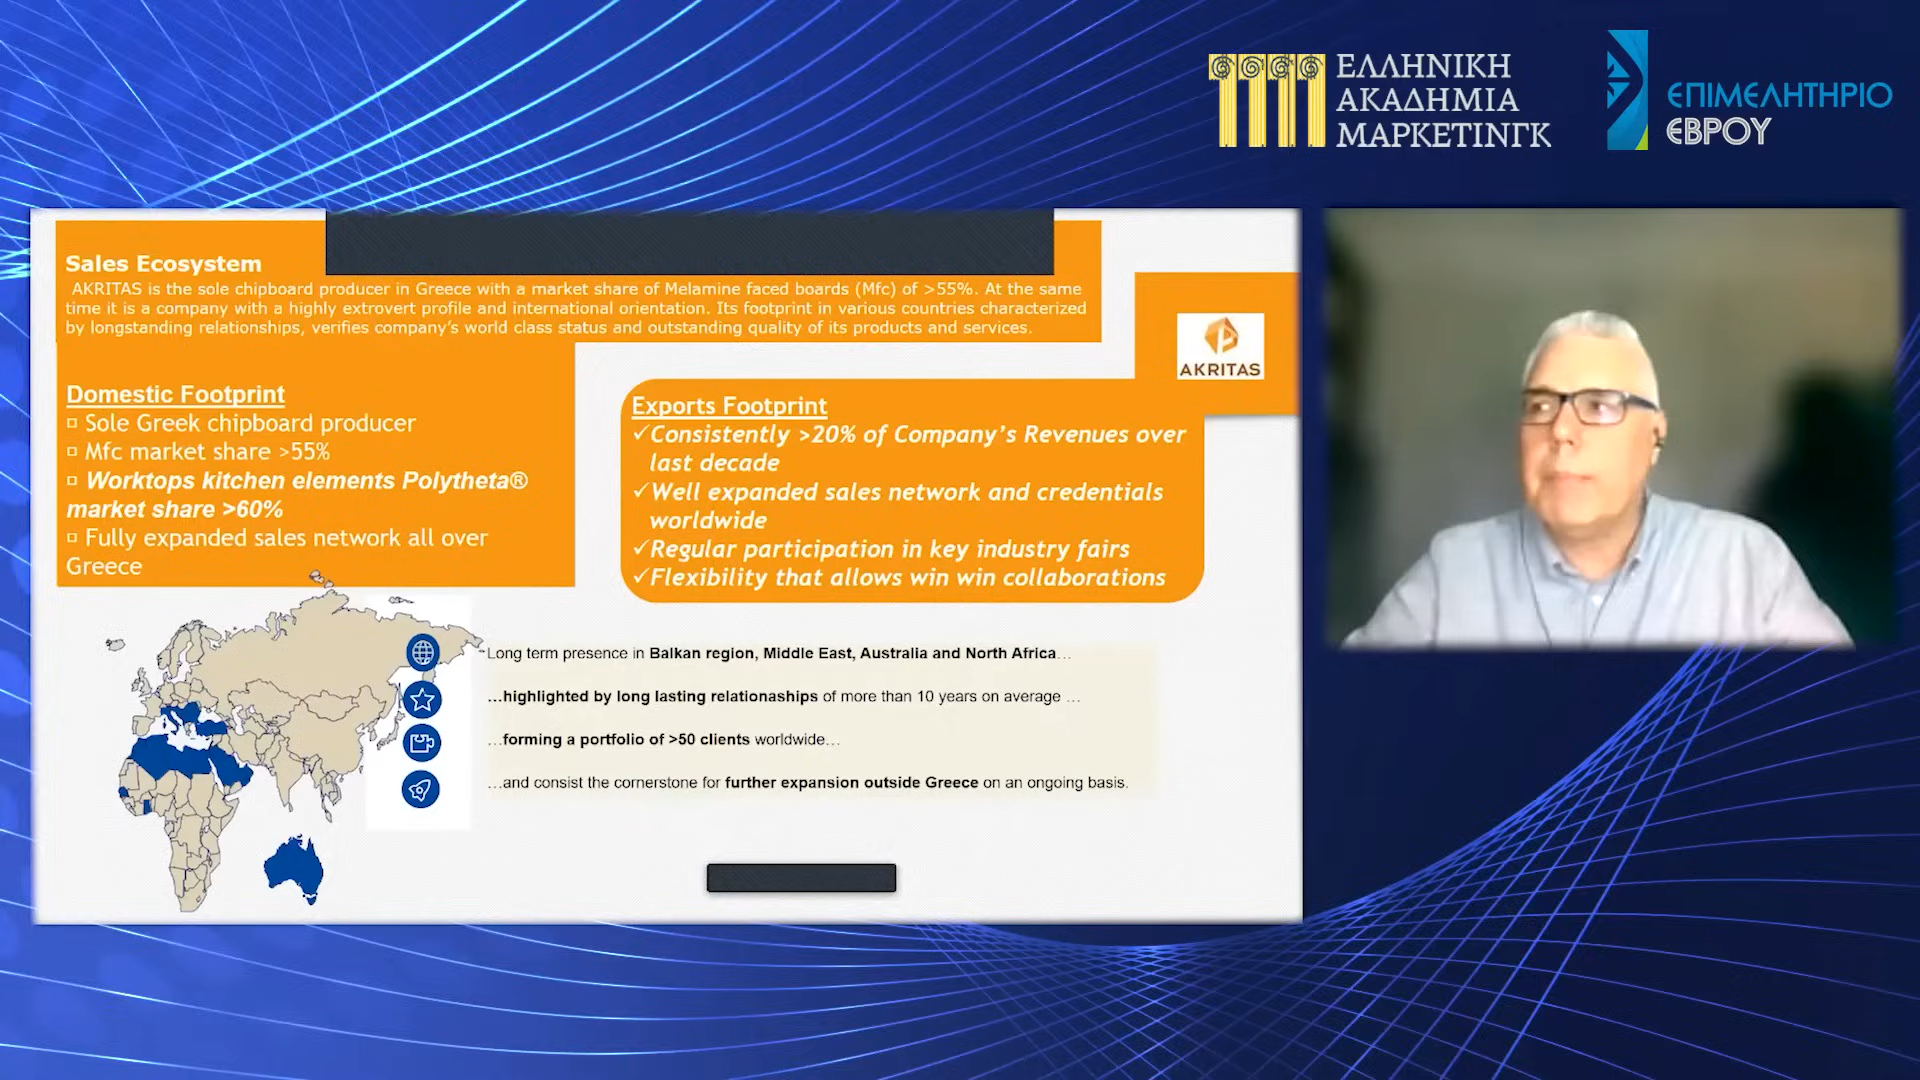 ΕΛΛΗΝΙΚΗ
ΑΚΑΔΗΜΙΑ
ΜΑΡΚΕΤΙΝΓΚ
ΕΠΙΜΕΛΗΤΗΡΙΟ
ΕΒΡΟΥ
Sales Ecosystem
AKRITAS is the sole chipboard producer in Greece with a market share of Melamine faced boards (Mfc) of >55%. At the same
time it is a company with a highly extrovert profile and international orientation. Its footprint in various countries characterized
by longstanding relationships, verifies company's world class status and outstanding quality of its products and services.
AKRITAS
Domestic Footprint
▫ Sole Greek chipboard producer
▫ Mfc market share >55%
▫ Worktops kitchen elements Polytheta®
market share >60%
▫ Fully expanded sales network all over
Greece
Exports Footprint
✓Consistently >20% of Company's Revenues over
last decade
✓Well expanded sales network and credentials
worldwide
✓Regular participation in key industry fairs
✓Flexibility that allows win win collaborations
Long term presence in Balkan region, Middle East, Australia and North Africa…
…highlighted by long lasting relationaships of more than 10 years on average …
…forming a portfolio of >50 clients worldwide…
…and consist the cornerstone for further expansion outside Greece on an ongoing basis.